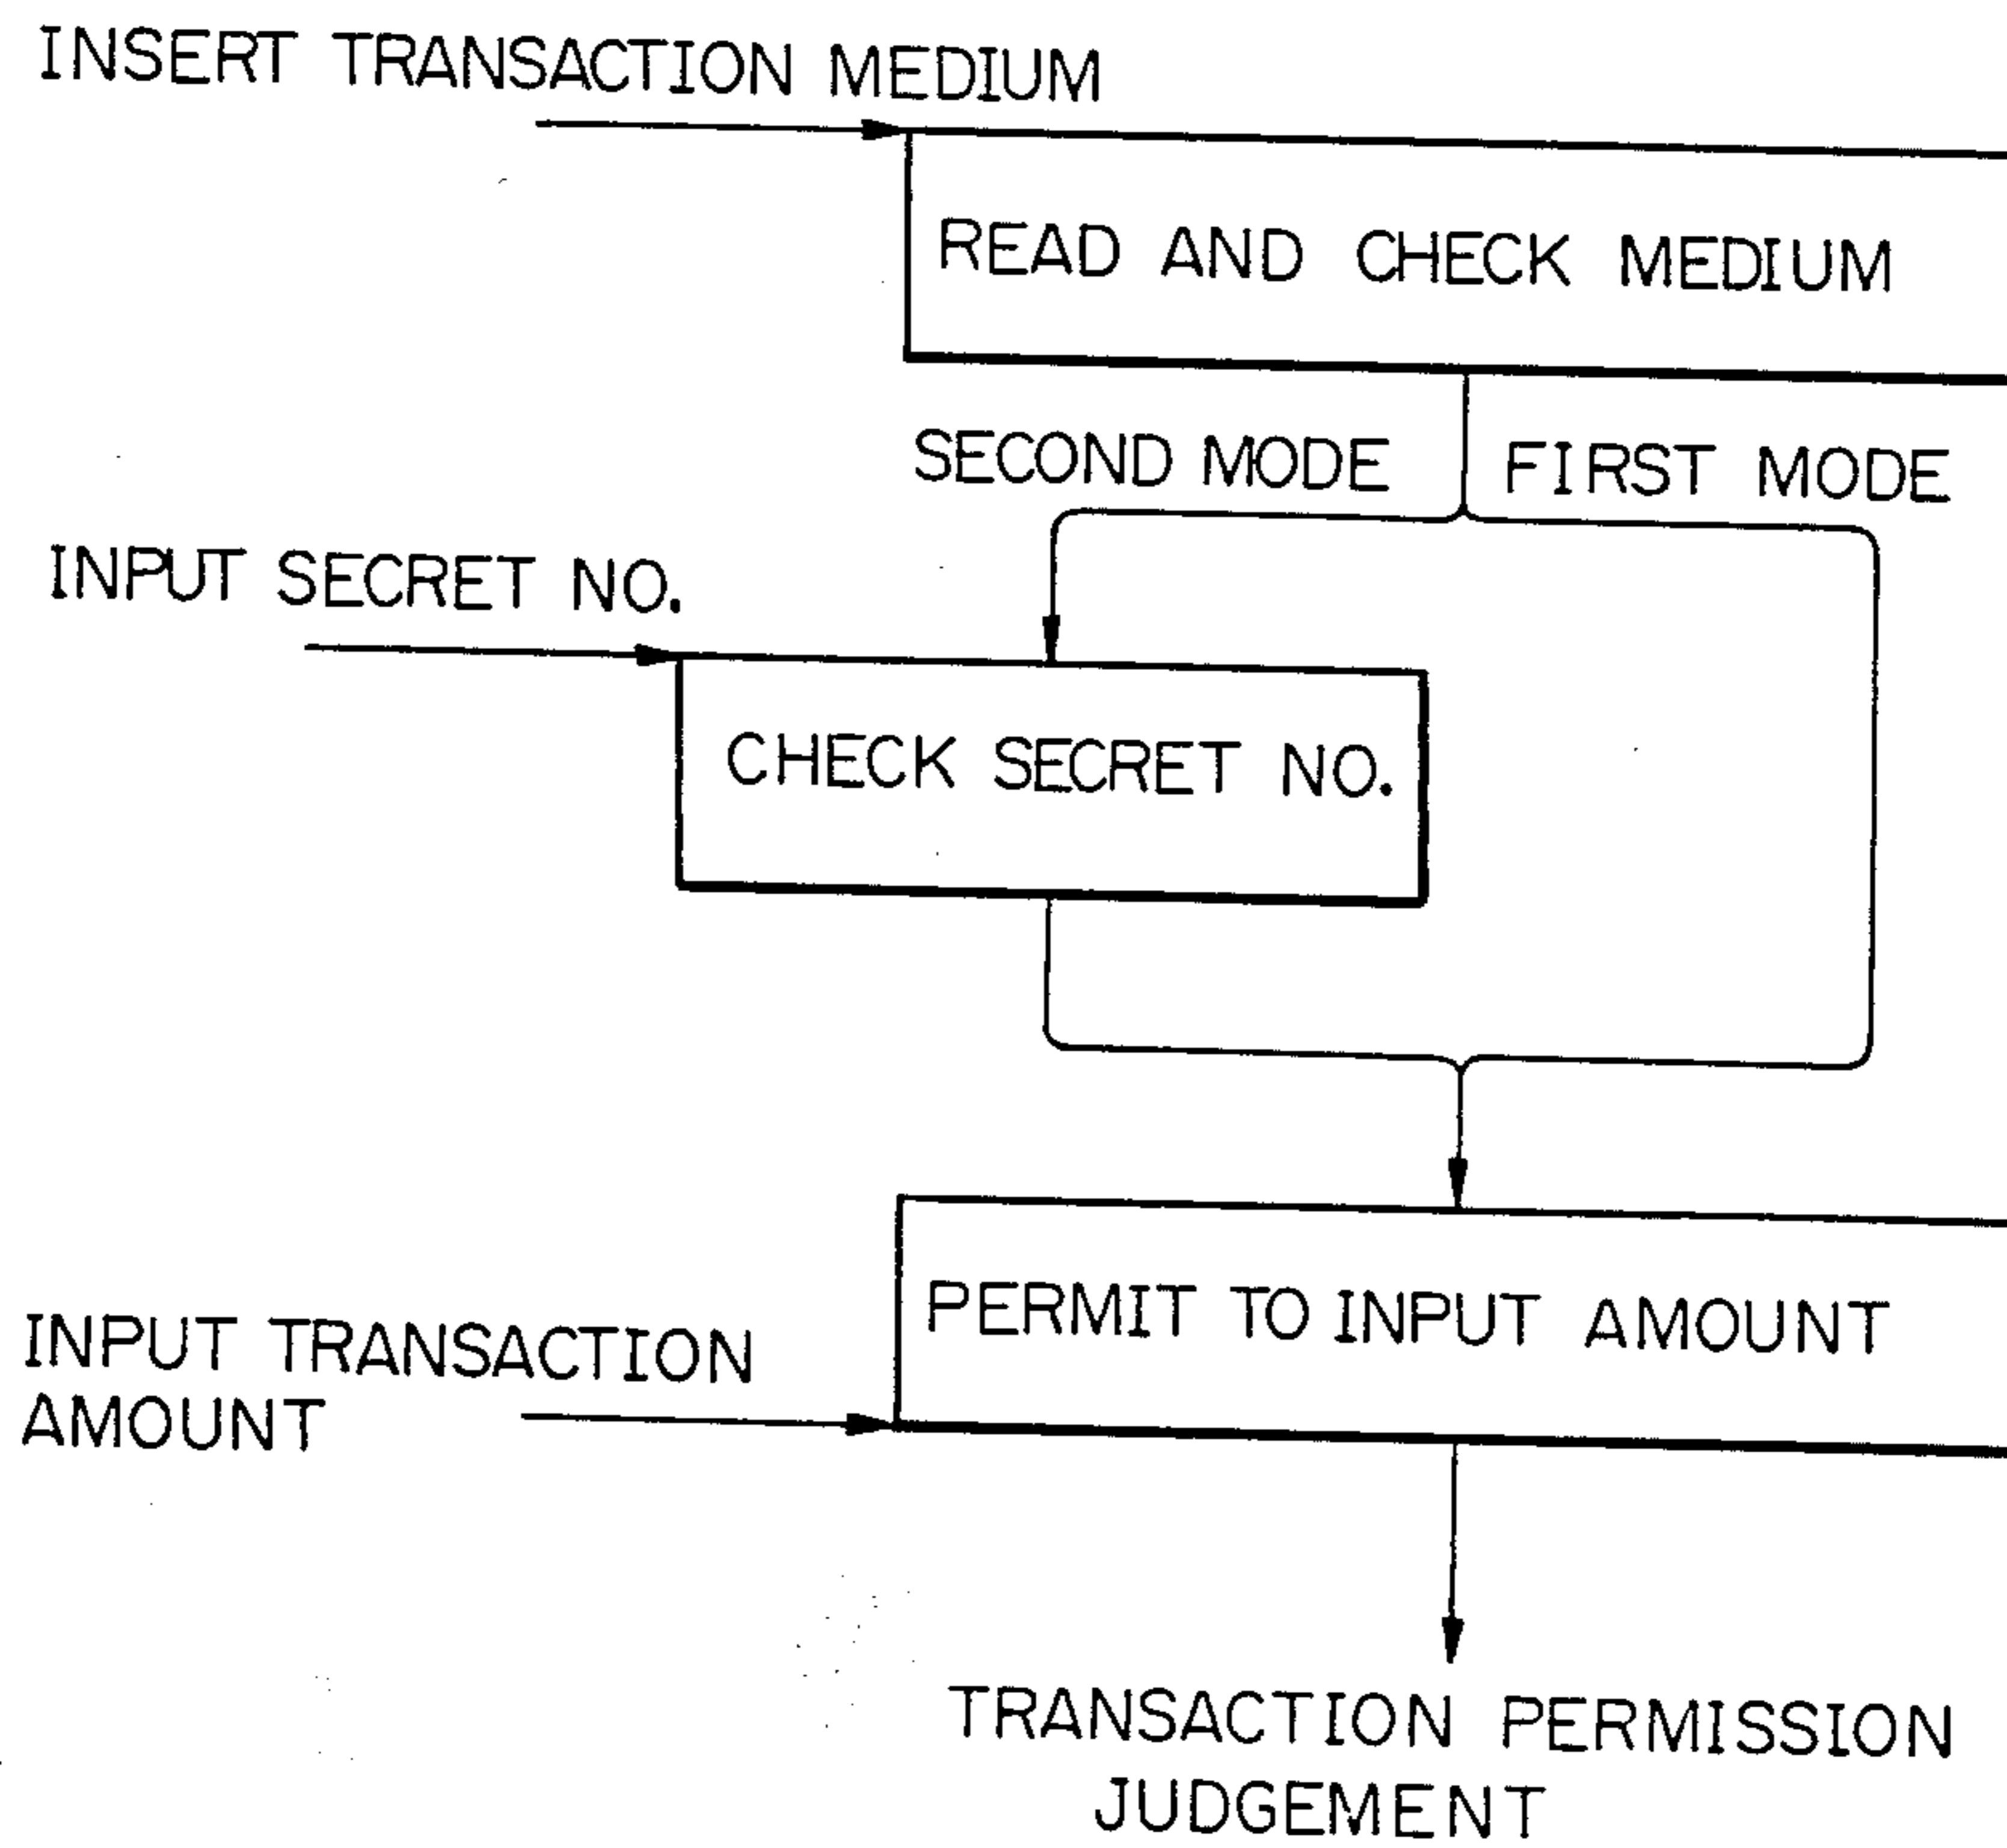 INSERT TRANSACTION MEDIUM
READ AND CHECK MEDIUM
SECOND MODE
FIRST MODE
INPUT SECRET NO.
CHECK SECRET NO.
PERMIT TO INPUT AMOUNT
INPUT TRANSACTION
AMOUNT
TRANSACTION PERMISSION
JUDGEMENT